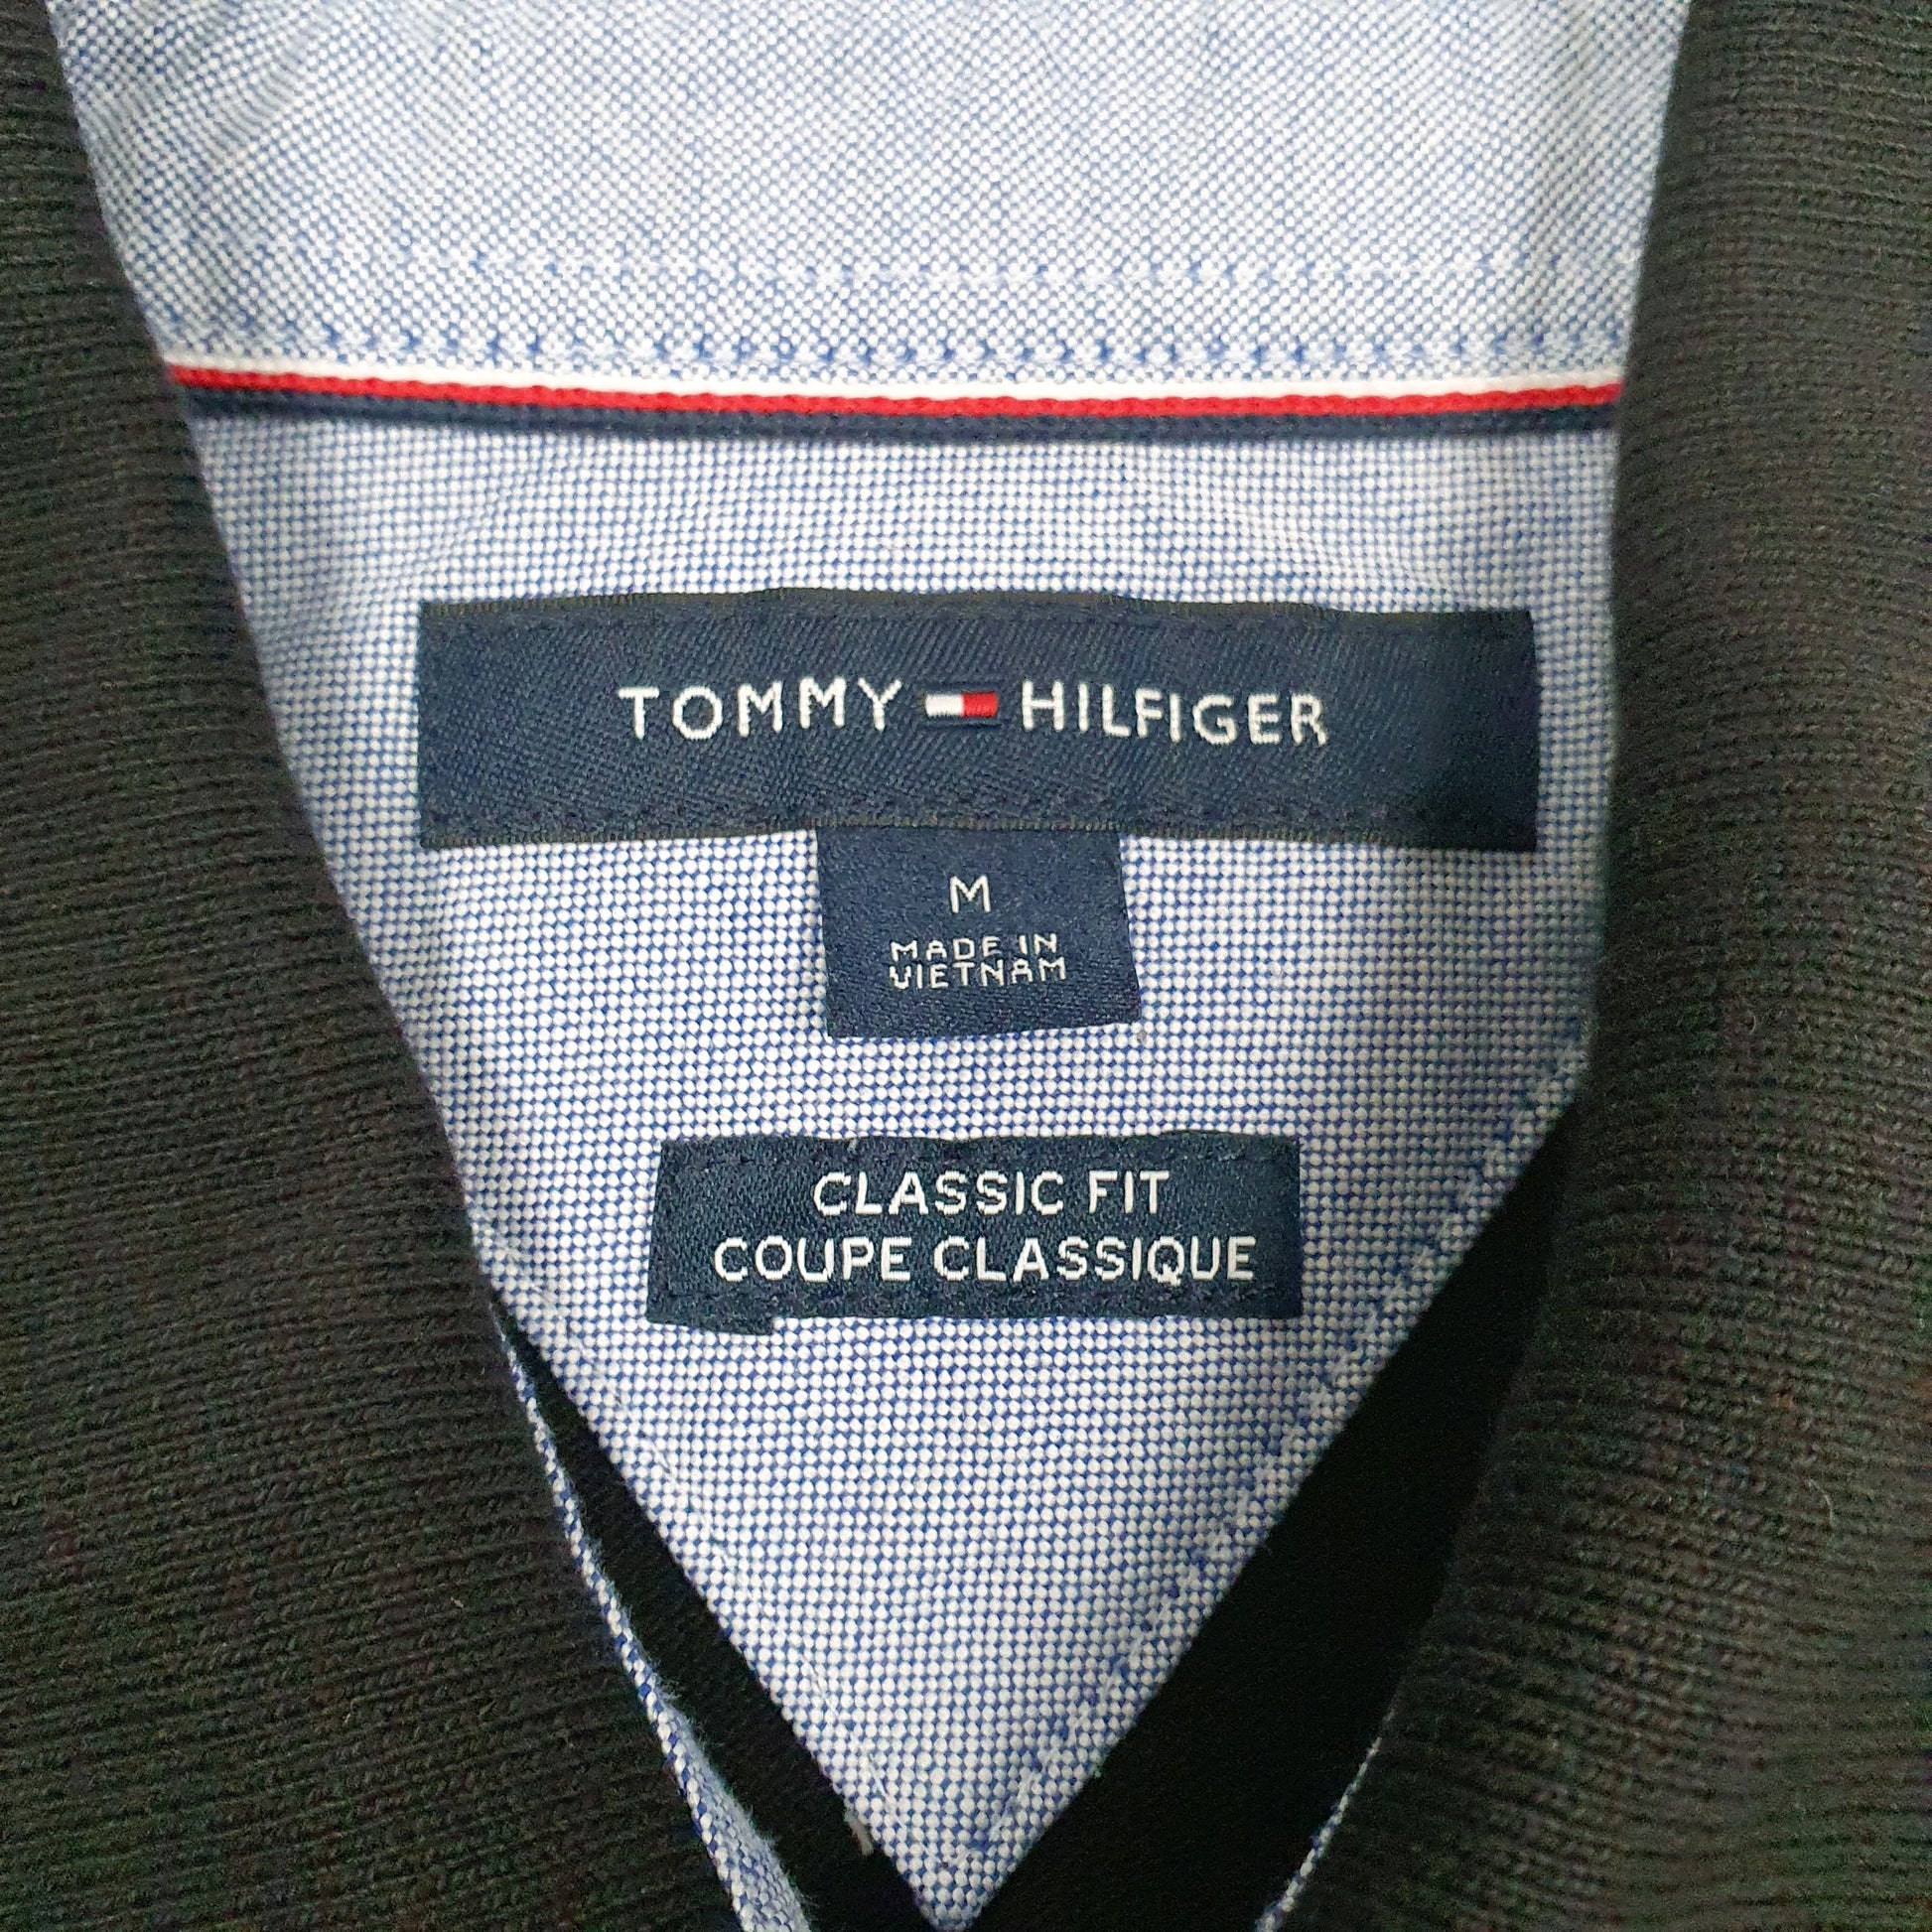 TOMMY HILFIGER
M
MADE IN
VIETNAM
CLASSIC FIT
COUPE CLASSIQUE